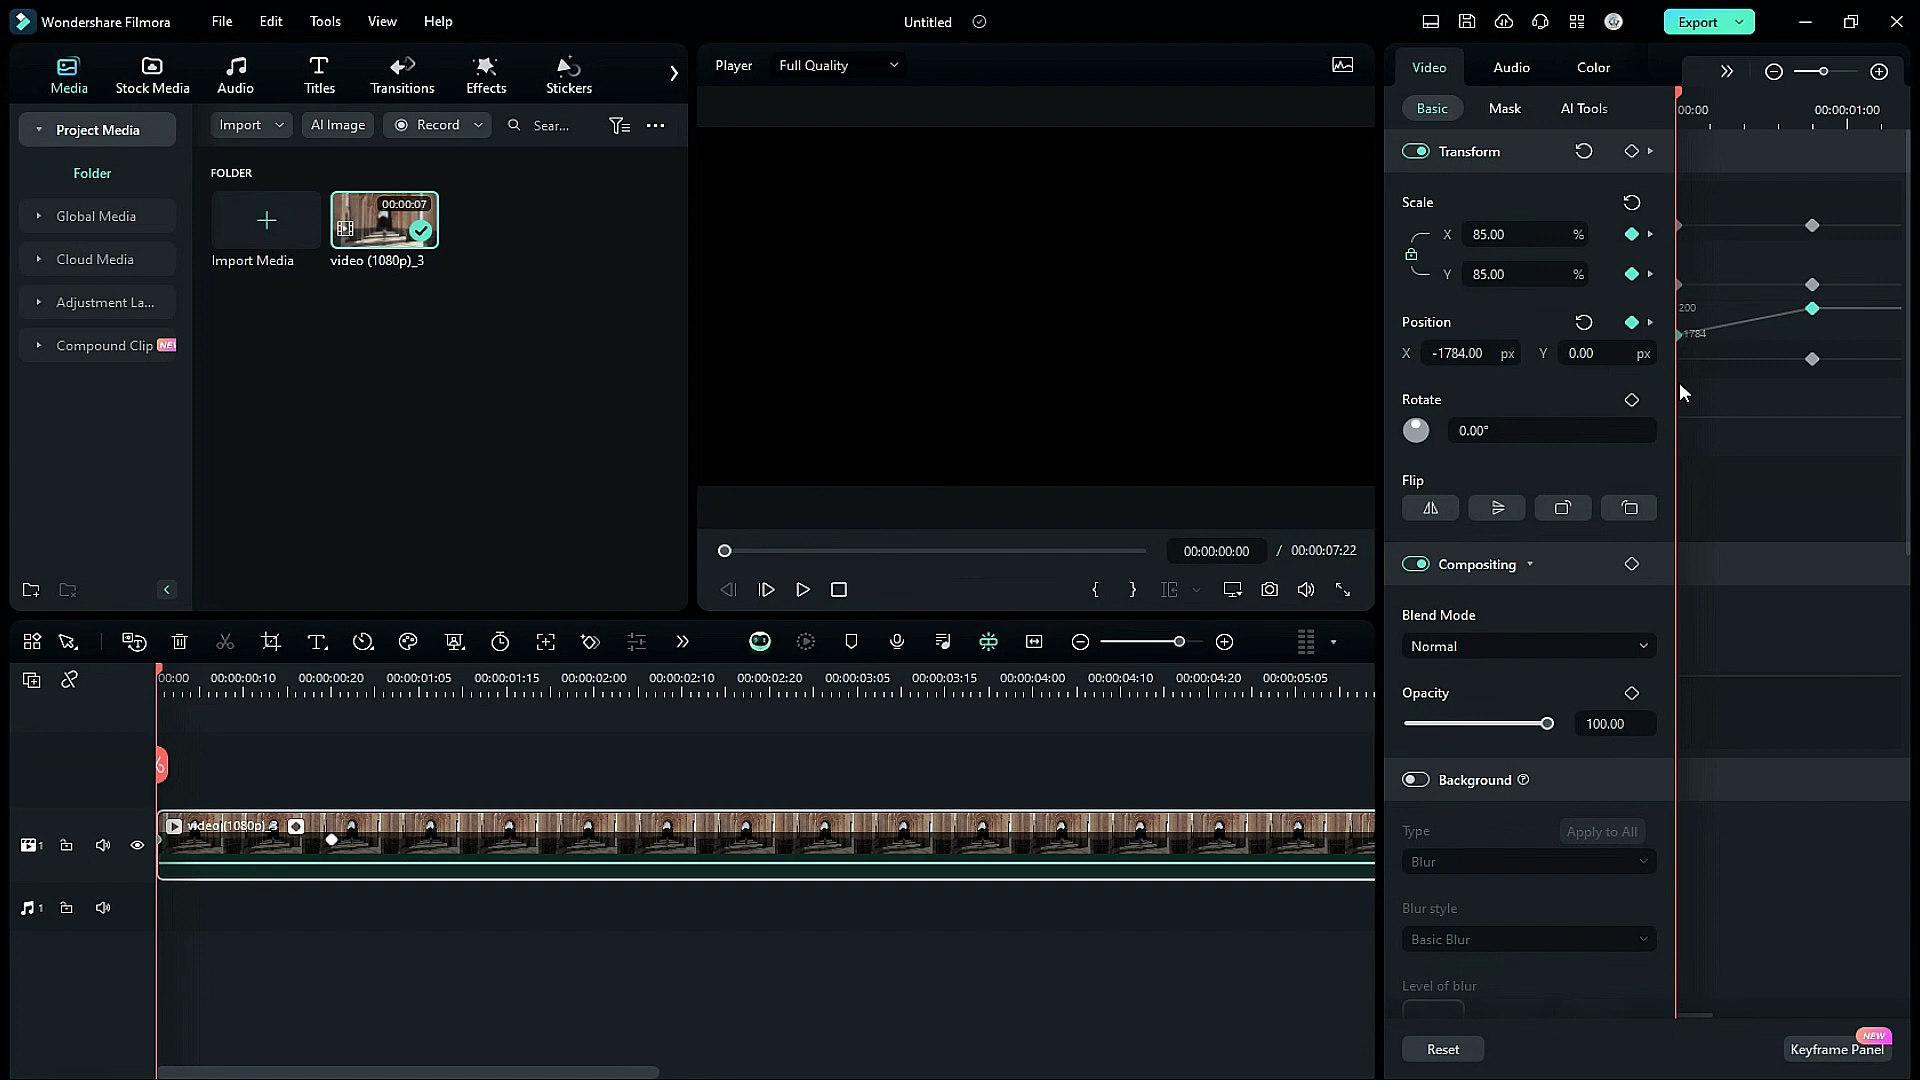 Wondershare Filmora File Edit Tools View Help Untitled Export
Media Stock Media Audio Titles Transitions Effects Stickers
Player Full Quality
Video Audio Color
Project Media
Import AI Image Record Sear...
Basic Mask AI Tools
00:00 00:00:01:00
Folder
FOLDER
Transform
Global Media
00:00:07
Scale
X 85.00 %
Cloud Media
Import Media video (1080p)_3
Y 85.00 %
Adjustment La...
Position
200
1784
Compound Clip NEW
X -1784.00 px Y 0.00 px
Rotate
0.00°
Flip
00:00:00:00 / 00:00:07:22
Compositing
Blend Mode
Normal
00:00 00:00:00:10 00:00:00:20 00:00:01:05 00:00:01:15 00:00:02:00 00:00:02:10 00:00:02:20 00:00:03:05 00:00:03:15 00:00:04:00 00:00:04:10 00:00:04:20 00:00:05:05
Opacity
100.00
Background
video (1080p)_3
1
Type Apply to All
Blur
1
Blur style
Basic Blur
Level of blur
Reset NEW
Keyframe Panel